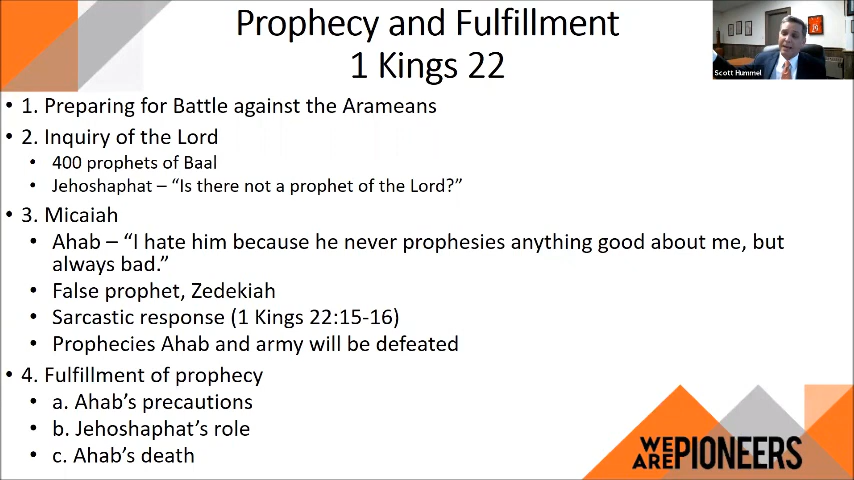 Prophecy and Fulfillment
1 Kings 22
Scott Hummel
• 1. Preparing for Battle against the Arameans
• 2. Inquiry of the Lord
• 400 prophets of Baal
• Jehoshaphat – “Is there not a prophet of the Lord?”
• 3. Micaiah
• Ahab – “I hate him because he never prophesies anything good about me, but
always bad.”
• False prophet, Zedekiah
• Sarcastic response (1 Kings 22:15-16)
• Prophecies Ahab and army will be defeated
• 4. Fulfillment of prophecy
• a. Ahab’s precautions
• b. Jehoshaphat’s role
• c. Ahab’s death
WE ARE PIONEERS